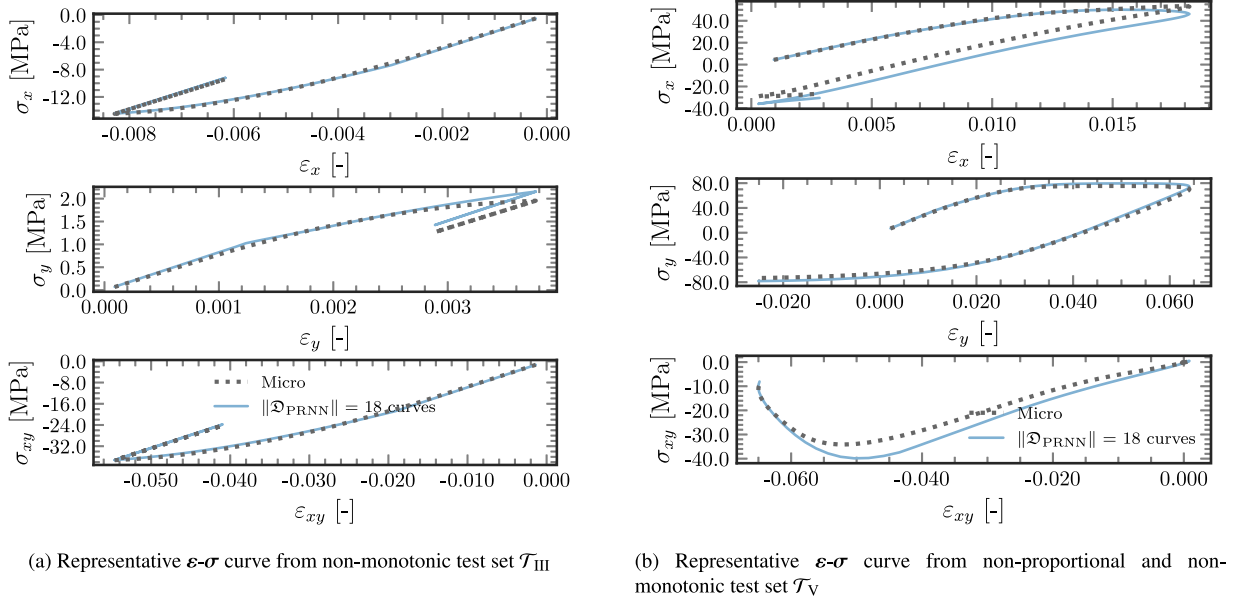 0.0
-4.0
-8.0
-12.0
σx [MPa]
-0.008 -0.006 -0.004 -0.002 0.000
εx [-]
2.0
1.5
1.0
0.5
0.0
σy [MPa]
0.000 0.001 0.002 0.003
εy [-]
0.0
-8.0
-16.0
-24.0
-32.0
σxy [MPa]
Micro
‖𝔇PRNN‖ = 18 curves
-0.050 -0.040 -0.030 -0.020 -0.010 0.000
εxy [-]
(a) Representative ε-σ curve from non-monotonic test set 𝒯III
40.0
20.0
0.0
-20.0
-40.0
σx [MPa]
0.000 0.005 0.010 0.015
εx [-]
80.0
40.0
0.0
-40.0
-80.0
σy [MPa]
-0.020 0.000 0.020 0.040 0.060
εy [-]
0.0
-10.0
-20.0
-30.0
-40.0
σxy [MPa]
Micro
‖𝔇PRNN‖ = 18 curves
-0.060 -0.040 -0.020 0.000
εxy [-]
(b) Representative ε-σ curve from non-proportional and non-
monotonic test set 𝒯V